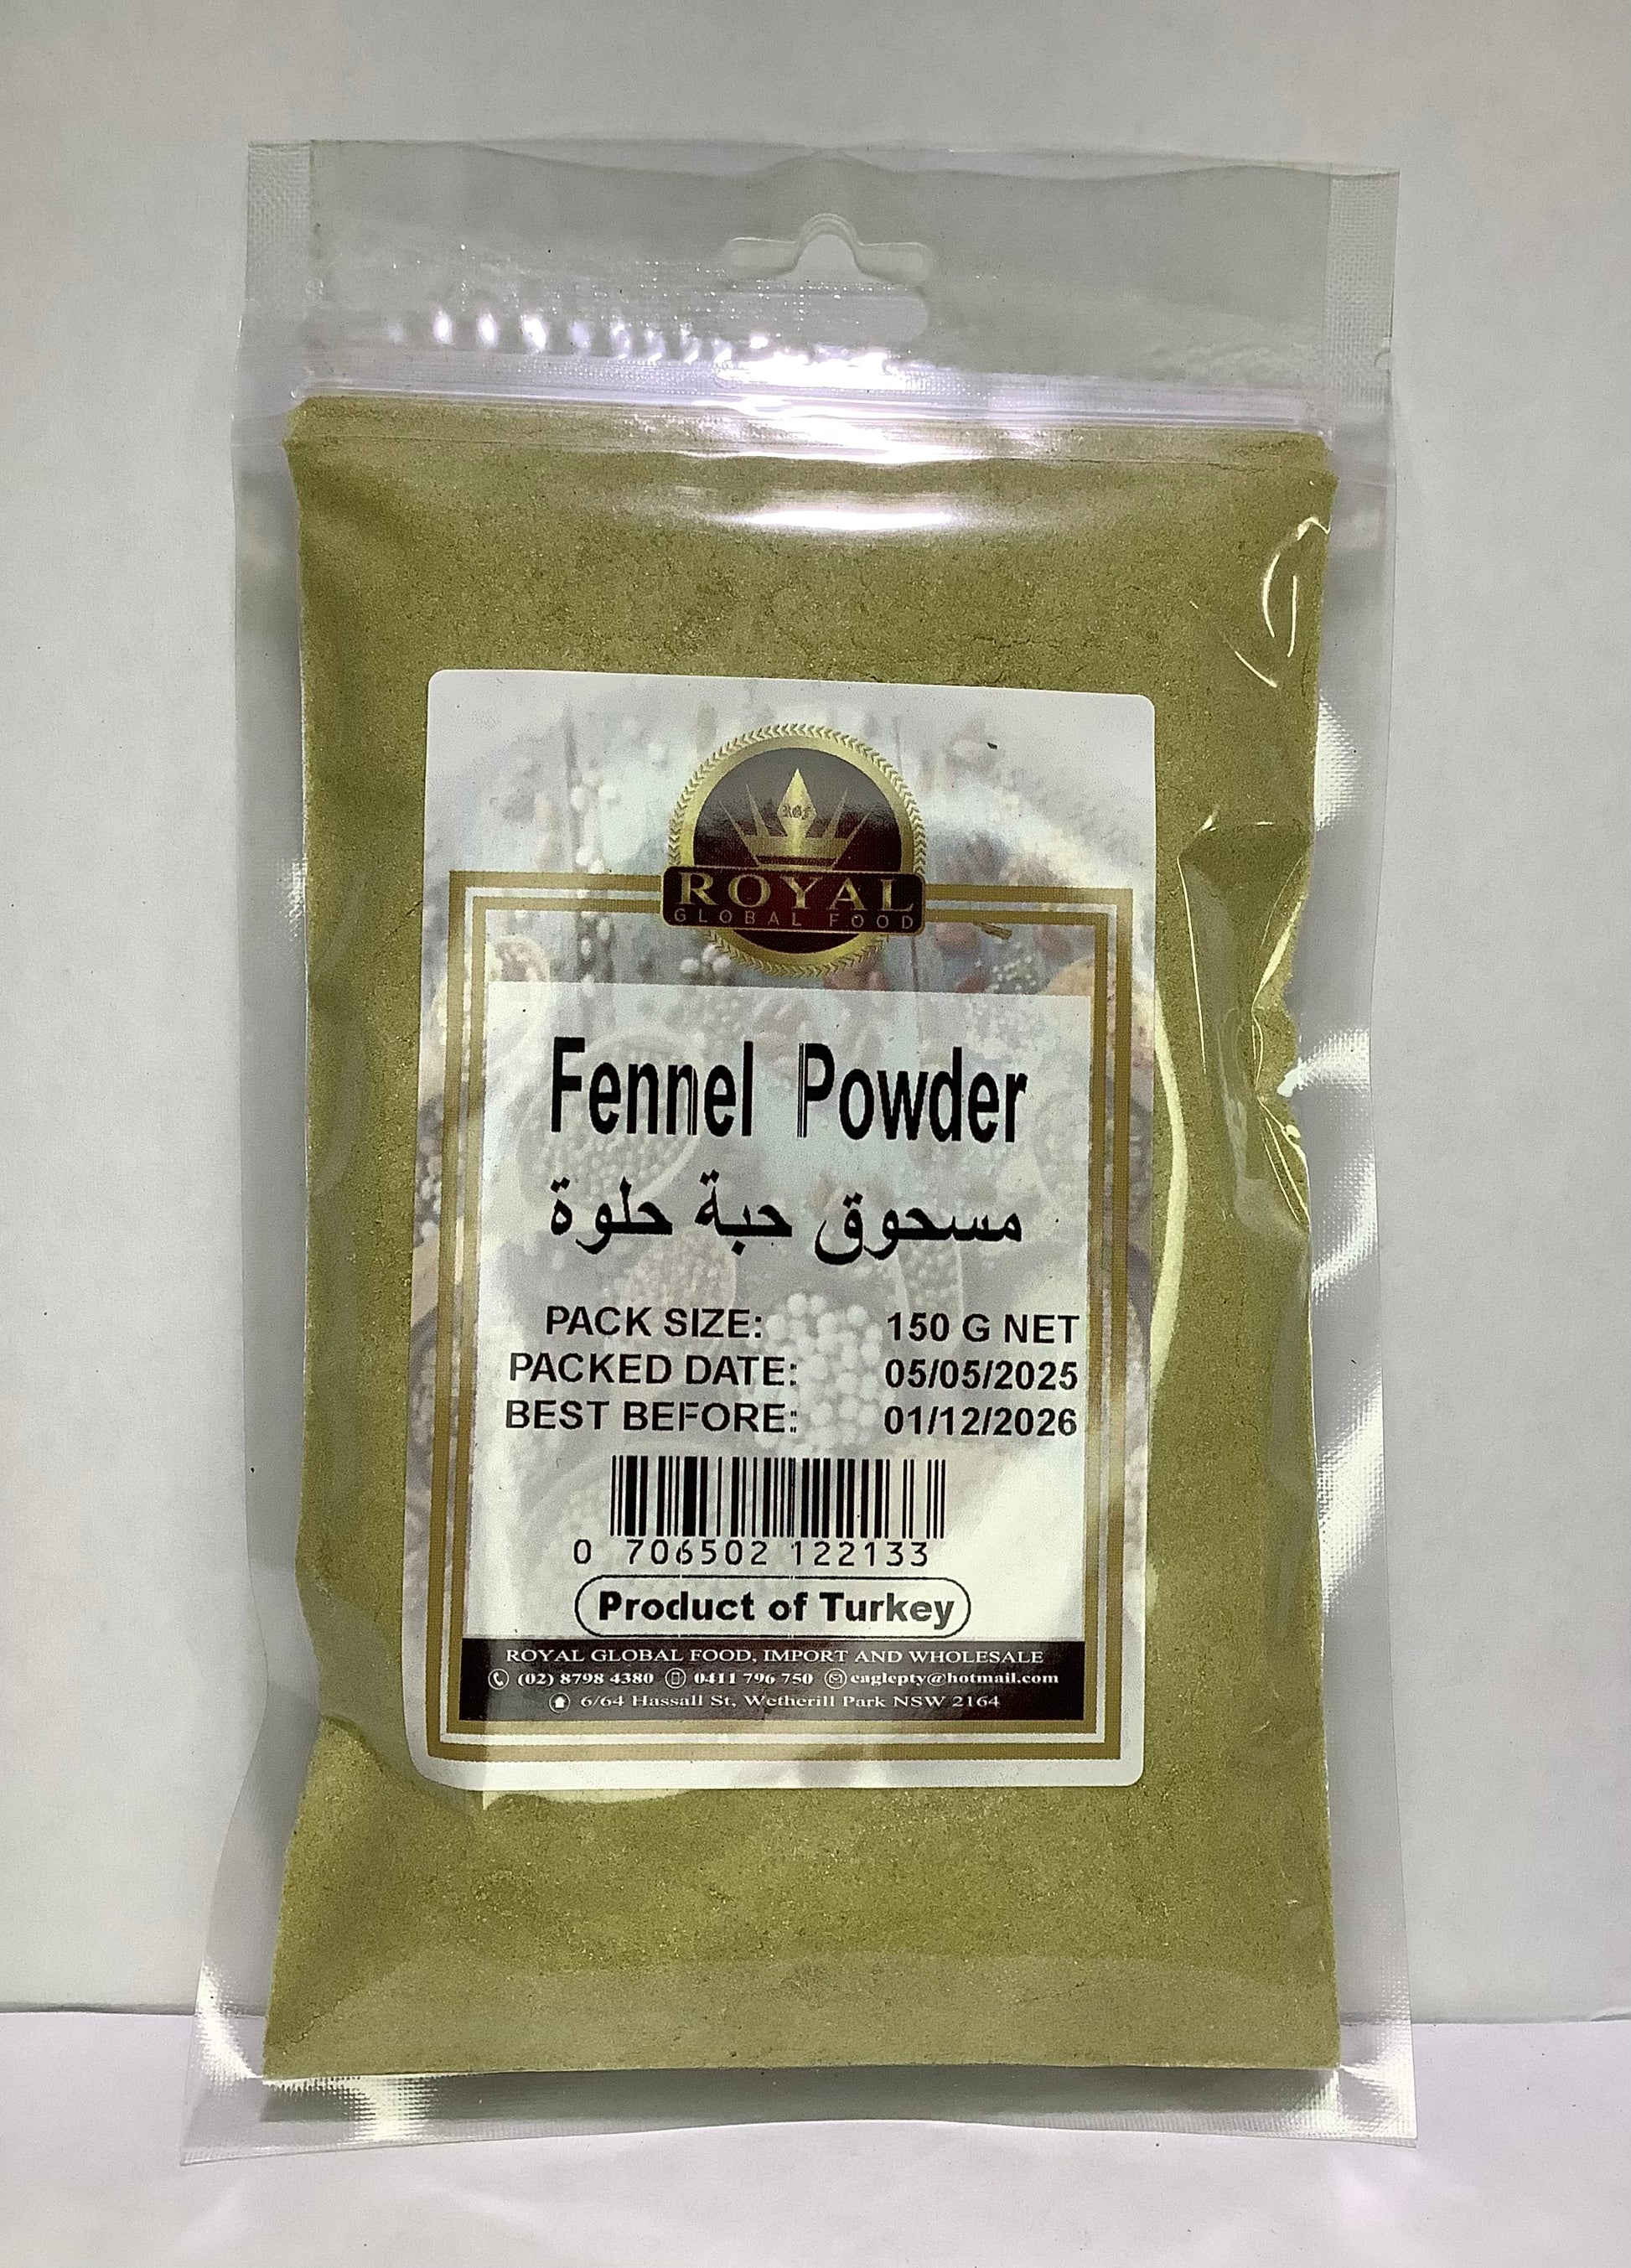 RGF
ROYAL
GLOBAL FOOD
Fennel Powder
مسحوق حبة حلوة
PACK SIZE: 150 G NET
PACKED DATE: 05/05/2025
BEST BEFORE: 01/12/2026
0 706502 122133
Product of Turkey
ROYAL GLOBAL FOOD, IMPORT AND WHOLESALE
(02) 8798 4380 0411 796 750 eaglepty@hotmail.com
6/64 Hassall St, Wetherill Park NSW 2164